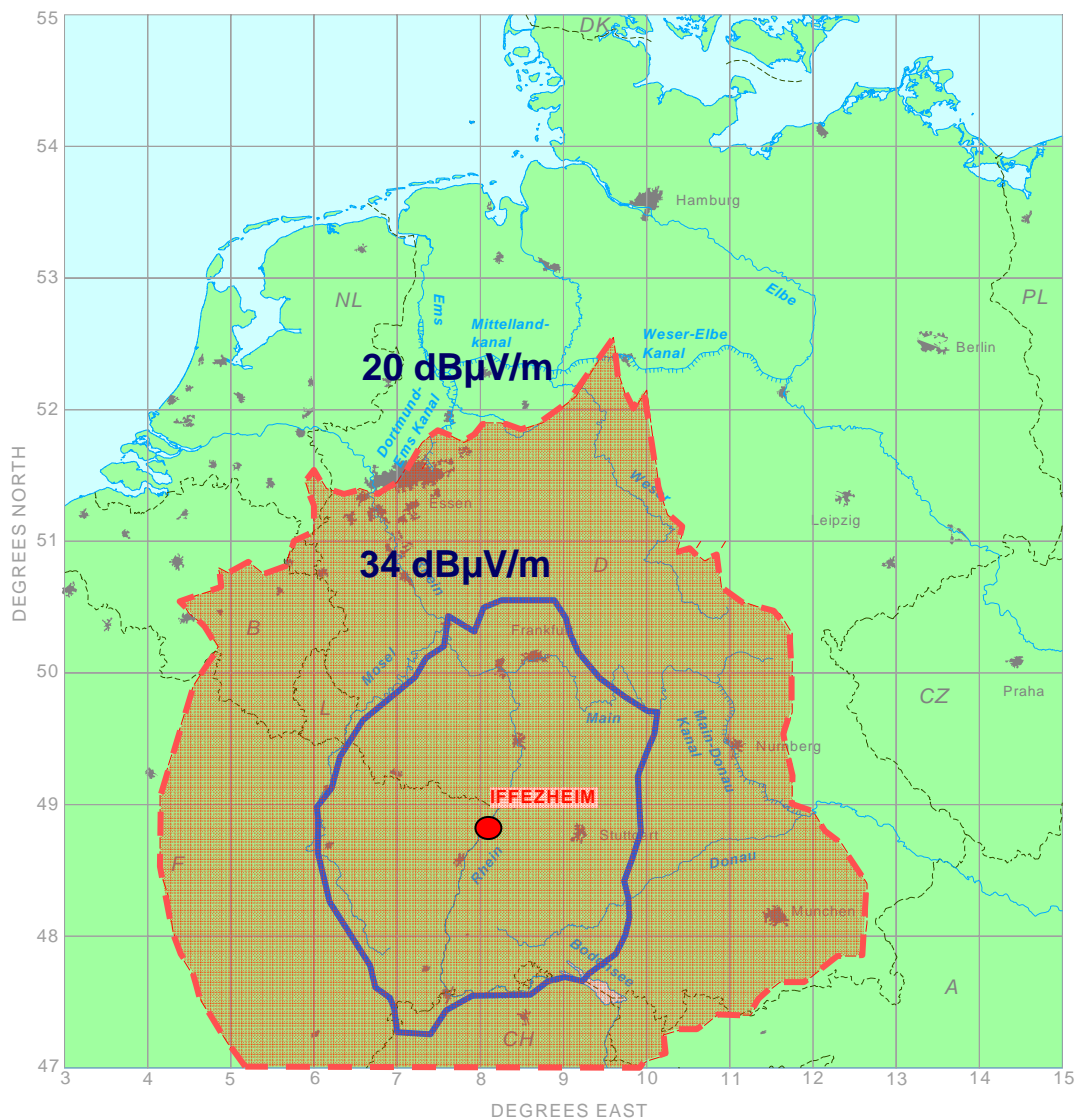 55
DK
54
Hamburg
53
NL
Ems
Elbe
PL
Mittelland-
kanal
Weser-Elbe
Kanal
Berlin
20 dBµV/m
52
Dortmund-
Ems Kanal
Essen
Weser
Leipzig
DEGREES NORTH
51
34 dBµV/m
Rhein
D
B
Frankfurt
50
Mosel
L
Main
Main-Donau
Kanal
Nürnberg
CZ
Praha
49
IFFEZHEIM
Stuttgart
F
Rhein
Donau
48
München
Bodensee
A
CH
47
3 4 5 6 7 8 9 10 11 12 13 14 15
DEGREES EAST